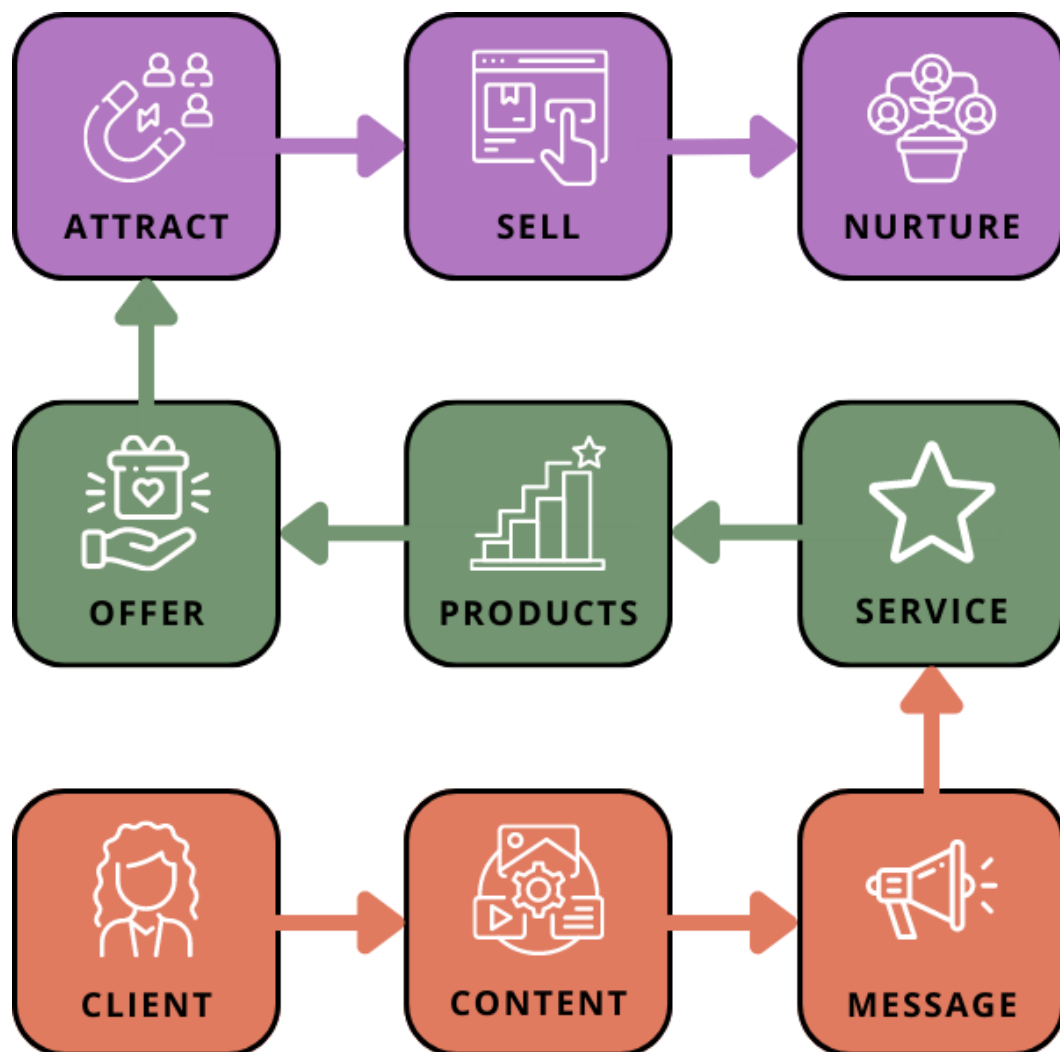 ATTRACT
SELL
NURTURE
OFFER
PRODUCTS
SERVICE
CLIENT
CONTENT
MESSAGE